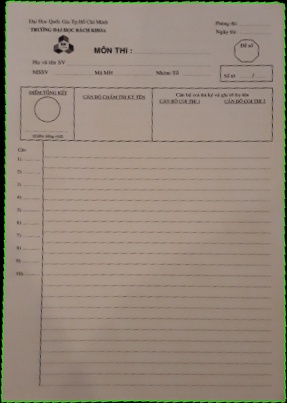 Đại Học Quốc Gia Tp.Hồ Chí Minh
TRƯỜNG ĐẠI HỌC BÁCH KHOA
Phòng thi:
Ngày thi:
MÔN THI :
Đề số
Họ và tên SV
MSSV Mã MH Nhóm/Tổ
Số tờ /
ĐIỂM TỔNG KẾT
CÁN BỘ CHẤM THI KÝ TÊN
Cán bộ coi thi ký và ghi rõ họ tên
CÁN BỘ COI THI 1 CÁN BỘ COI THI 2
Câu
1)
2)
3)
4)
5)
6)
7)
8)
9)
10)